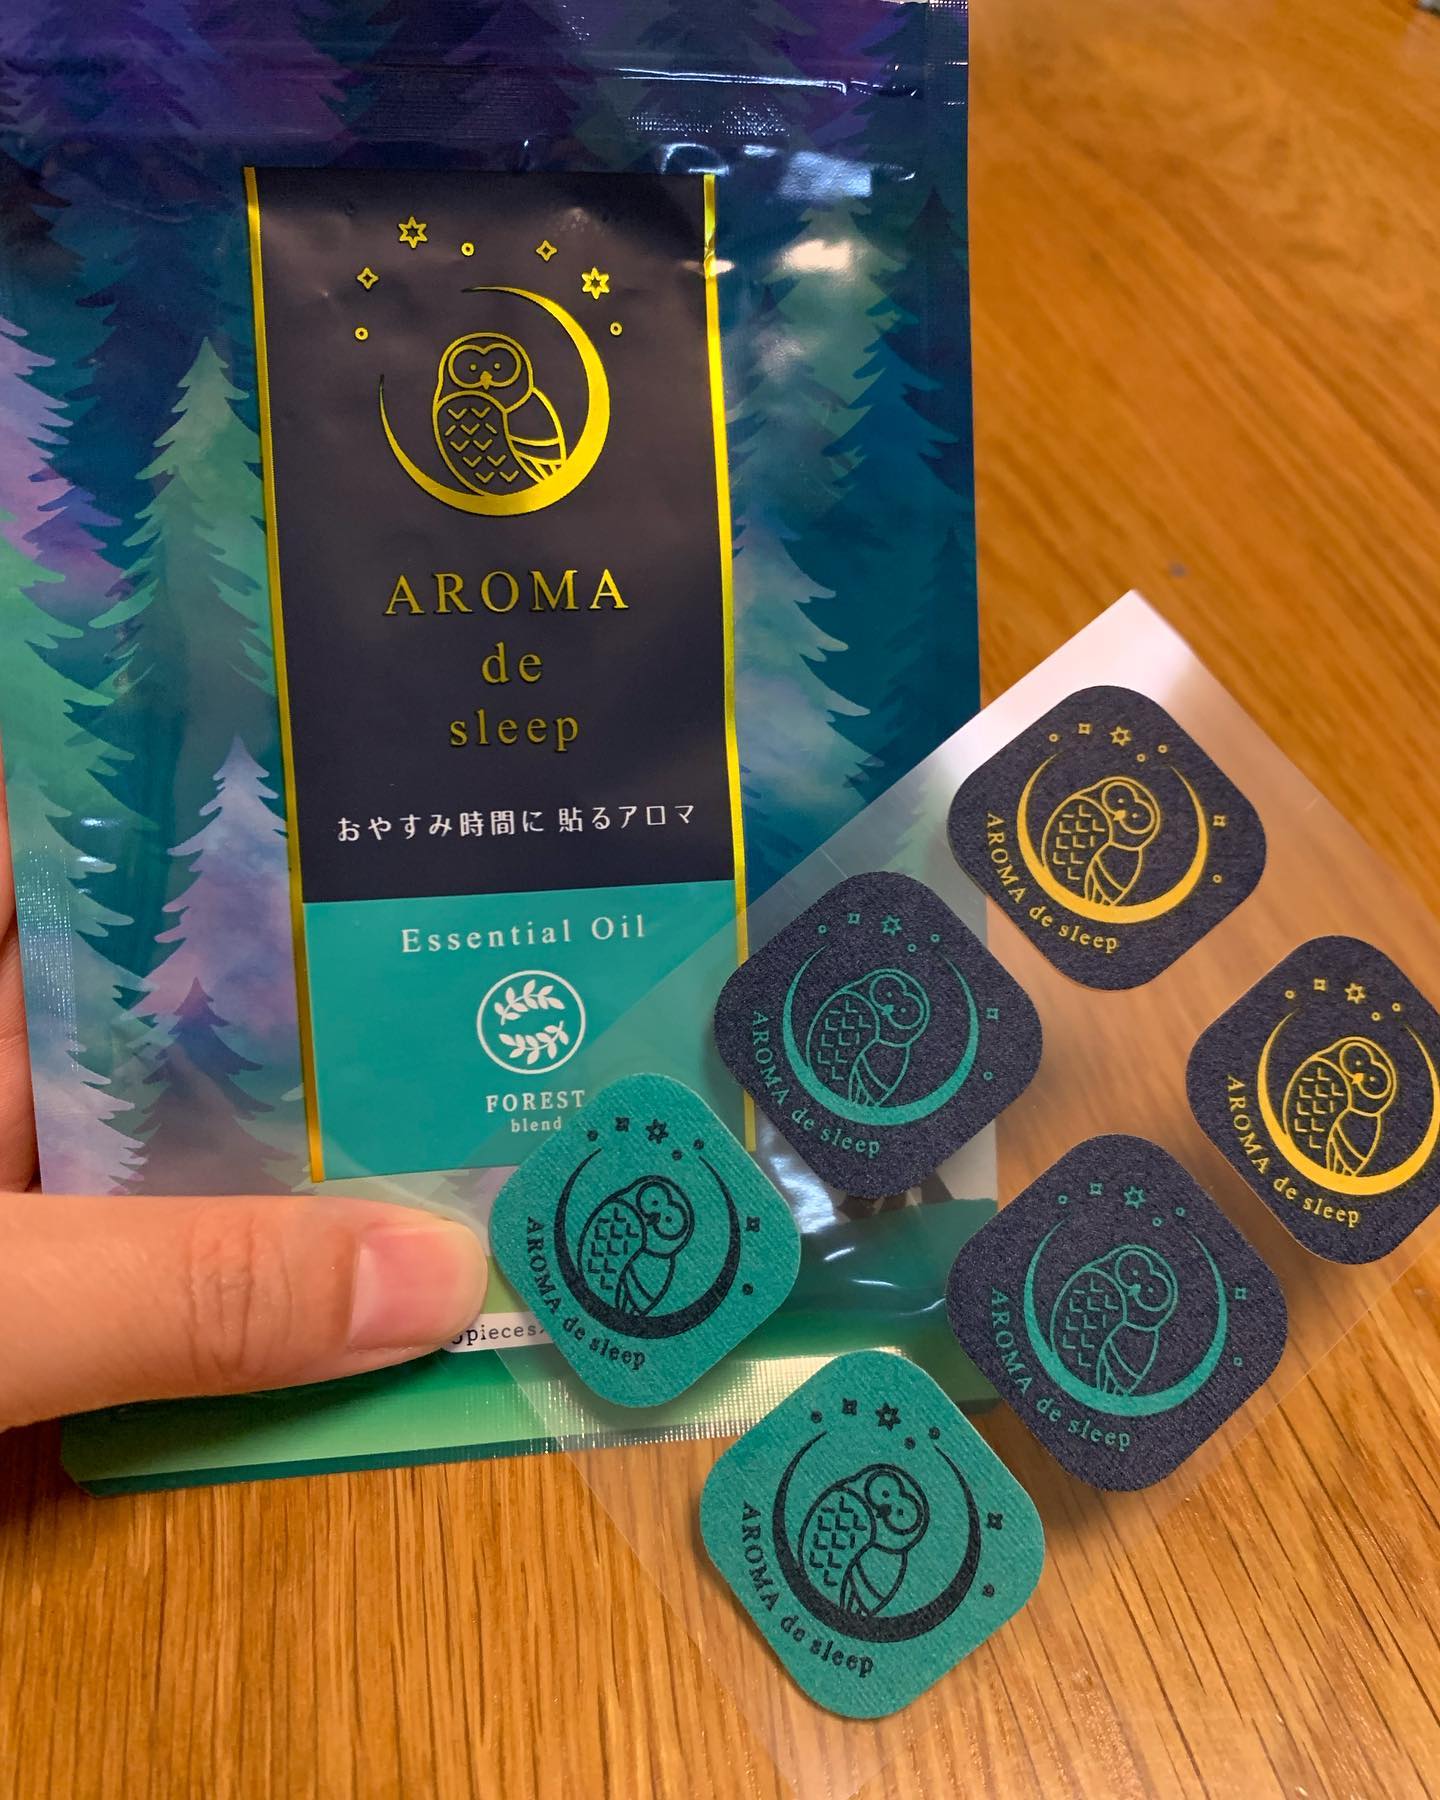 AROMA
de
sleep
おやすみ時間に 貼るアロマ
Essential Oil
FOREST
blend
pieces
AROMA de sleep
AROMA de sleep
AROMA de sleep
AROMA de sleep
AROMA de sleep
AROMA de sleep